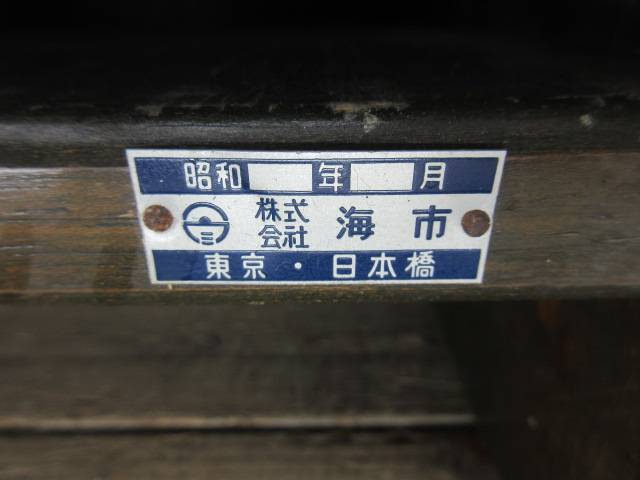 昭和 年 月
株式会社 海市
東京・日本橋